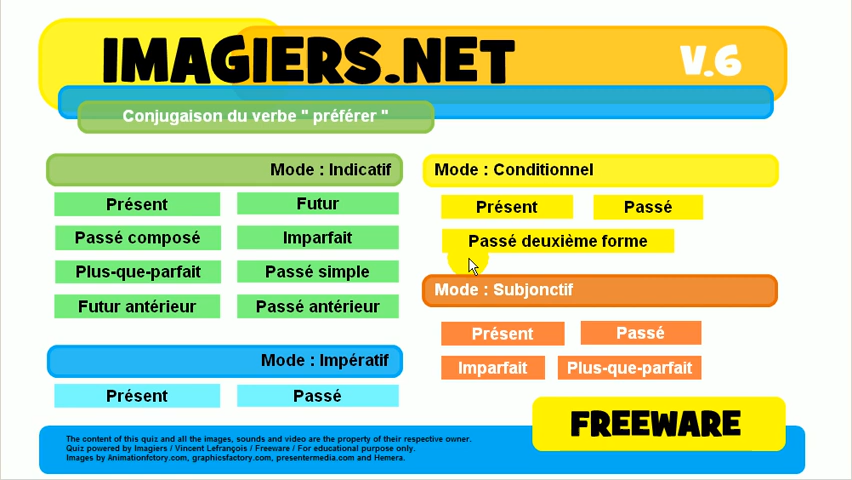 IMAGIERS.NET
V.6
Conjugaison du verbe " préférer "
Mode : Indicatif
Présent
Futur
Passé composé
Imparfait
Plus-que-parfait
Passé simple
Futur antérieur
Passé antérieur
Mode : Impératif
Présent
Passé
Mode : Conditionnel
Présent
Passé
Passé deuxième forme
Mode : Subjonctif
Présent
Passé
Imparfait
Plus-que-parfait
FREEWARE
The content of this quiz and all the images, sounds and video are the property of their respective owner.
Quiz powered by Imagiers / Vincent Lefrançois / Freeware / For educational purpose only.
Images by Animationfctory.com, graphicsfactory.com, presentermedia.com and Hemera.